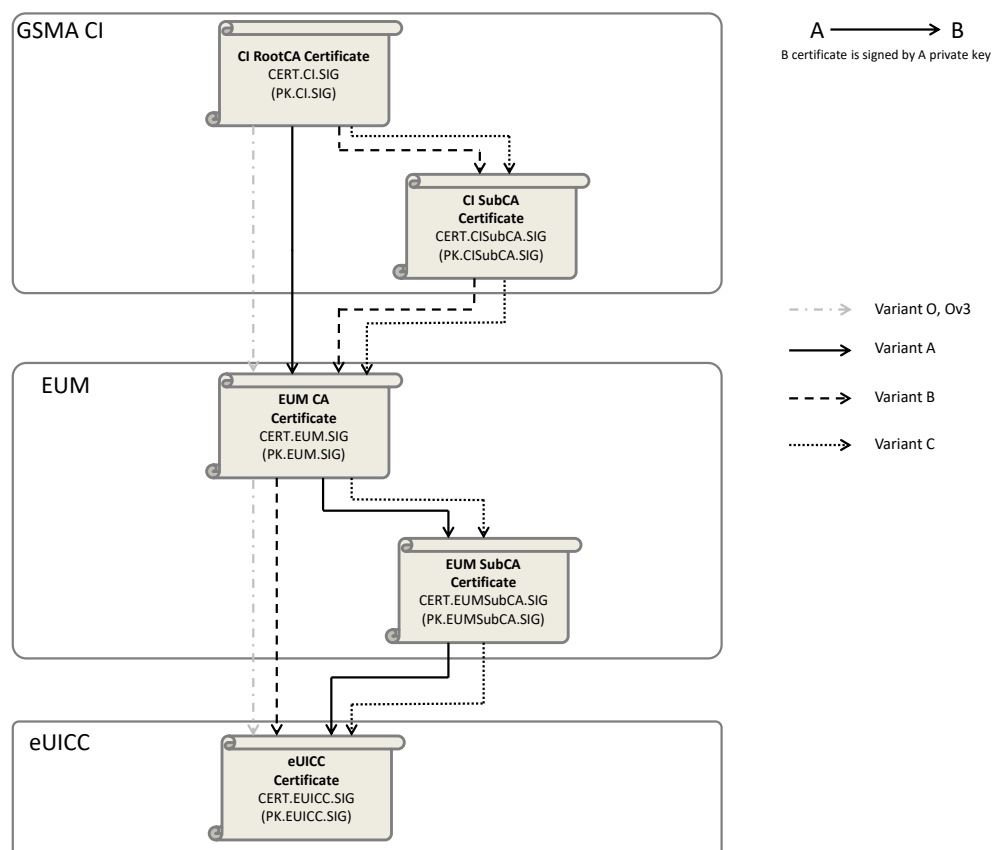 GSMA CI
CI RootCA Certificate
CERT.CI.SIG
(PK.CI.SIG)
A
B
B certificate is signed by A private key
CI SubCA
Certificate
CERT.CISubCA.SIG
(PK.CISubCA.SIG)
Variant O, Ov3
Variant A
Variant B
Variant C
EUM
EUM CA
Certificate
CERT.EUM.SIG
(PK.EUM.SIG)
EUM SubCA
Certificate
CERT.EUMSubCA.SIG
(PK.EUMSubCA.SIG)
eUICC
eUICC
Certificate
CERT.EUICC.SIG
(PK.EUICC.SIG)